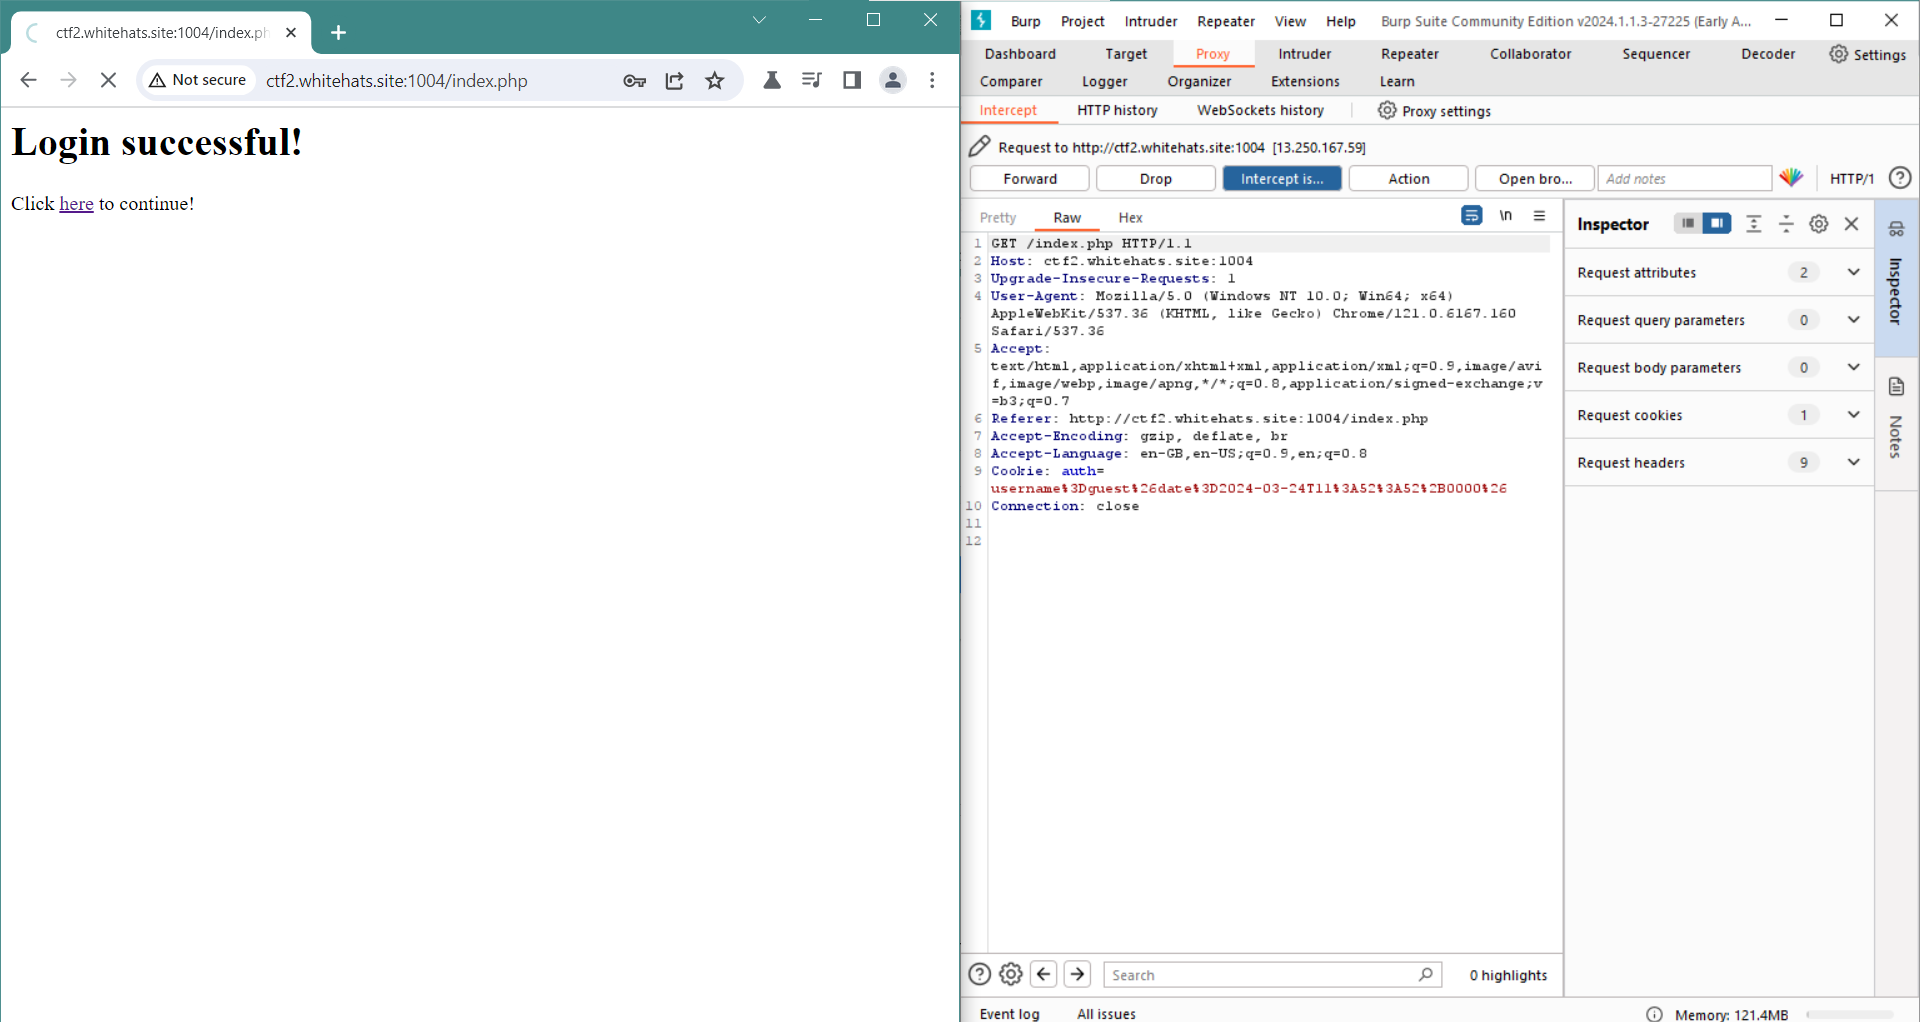 ctf2.whitehats.site:1004/index.ph
Not secure
ctf2.whitehats.site:1004/index.php
Login successful!
Click here to continue!
Burp Project Intruder Repeater View Help Burp Suite Community Edition v2024.1.1.3-27225 (Early A...
Dashboard Target Proxy Intruder Repeater Collaborator Sequencer Decoder Settings
Comparer Logger Organizer Extensions Learn
Intercept HTTP history WebSockets history Proxy settings
Request to http://ctf2.whitehats.site:1004 [13.250.167.59]
Forward Drop Intercept is... Action Open bro... Add notes HTTP/1
Pretty Raw Hex \n
1 GET /index.php HTTP/1.1
2 Host: ctf2.whitehats.site:1004
3 Upgrade-Insecure-Requests: 1
4 User-Agent: Mozilla/5.0 (Windows NT 10.0; Win64; x64)
AppleWebKit/537.36 (KHTML, like Gecko) Chrome/121.0.6167.160
Safari/537.36
5 Accept:
text/html,application/xhtml+xml,application/xml;q=0.9,image/avi
f,image/webp,image/apng,*/*;q=0.8,application/signed-exchange;v
=b3;q=0.7
6 Referer: http://ctf2.whitehats.site:1004/index.php
7 Accept-Encoding: gzip, deflate, br
8 Accept-Language: en-GB,en-US;q=0.9,en;q=0.8
9 Cookie: auth=
username%3Dguest%26date%3D2024-03-24T11%3A52%3A52%2B0000%26
10 Connection: close
11
12
Inspector
Request attributes 2
Request query parameters 0
Request body parameters 0
Request cookies 1
Request headers 9
Inspector
Notes
Search
0 highlights
Event log All issues
Memory: 121.4MB